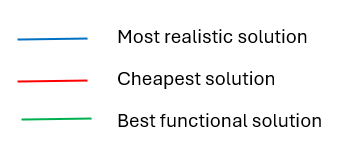 Most realistic solution
Cheapest solution
Best functional solution